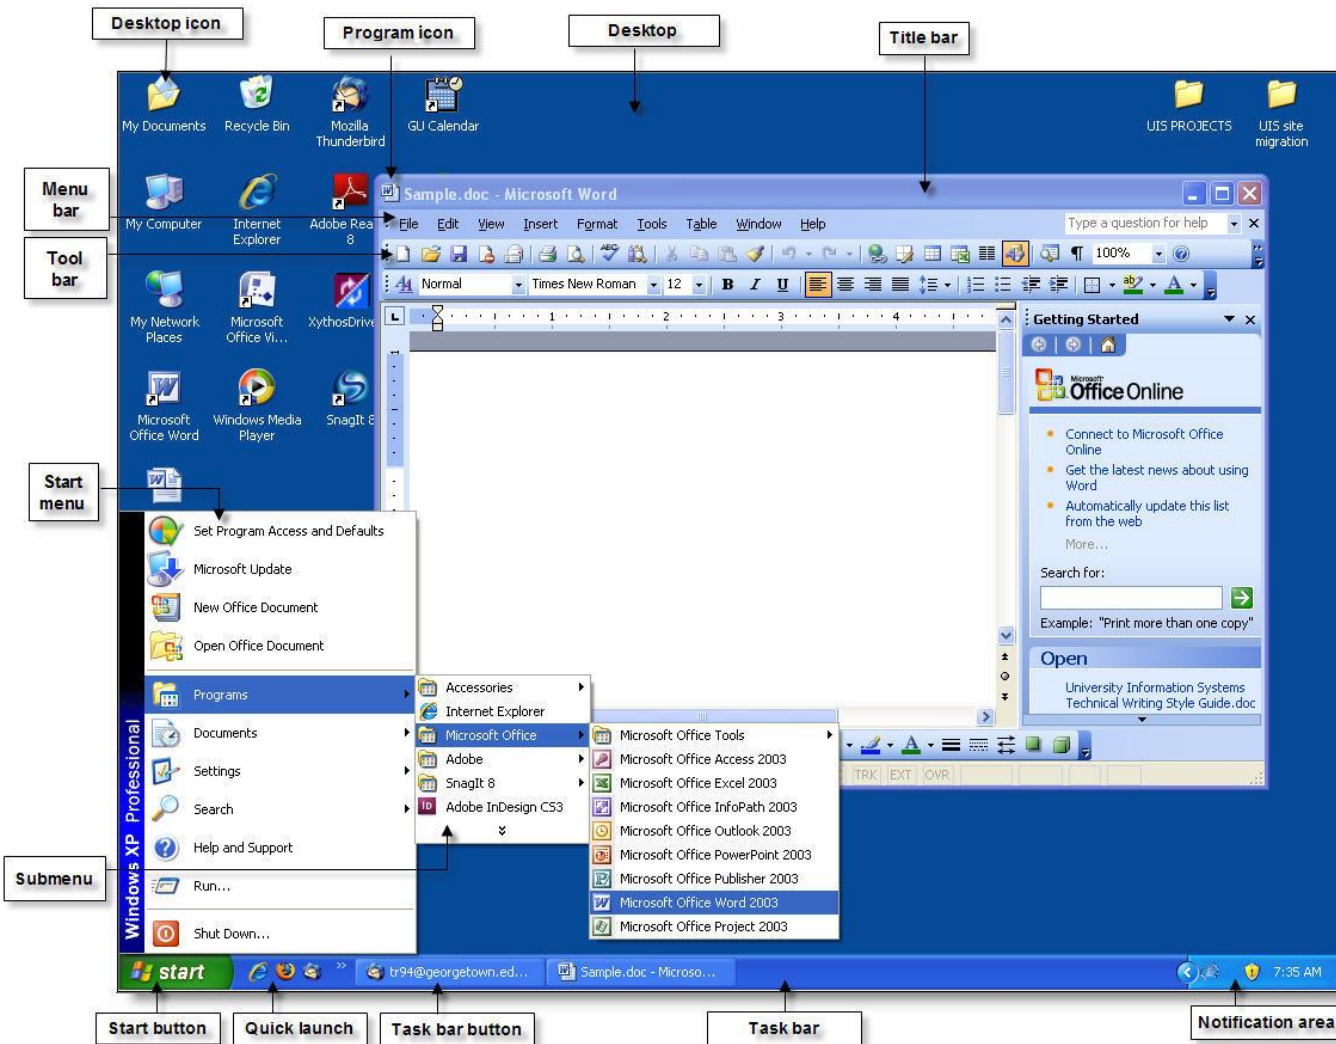 Desktop icon
Program icon
Desktop
Title bar
My Documents
Recycle Bin
Mozilla
Thunderbird
GU Calendar
UIS PROJECTS
UIS site
migration
Menu
bar
Tool
bar
My Computer
Internet
Explorer
Adobe Rea
8
My Network
Places
Microsoft
Office Vi...
XythosDrive
Microsoft
Office Word
Windows Media
Player
SnagIt 8
Sample.doc - Microsoft Word
File Edit View Insert Format Tools Table Window Help
Type a question for help
100%
Normal
Times New Roman
12
B I U
1 2 3 4
Getting Started
Microsoft
Office Online
Connect to Microsoft Office
Online
Get the latest news about using
Word
Automatically update this list
from the web
More...
Search for:
Example: "Print more than one copy"
Open
University Information Systems
Technical Writing Style Guide.doc
TRK EXT OVR
Start
menu
Set Program Access and Defaults
Microsoft Update
New Office Document
Open Office Document
Programs
Documents
Settings
Search
Help and Support
Run...
Shut Down...
Windows XP Professional
Submenu
Accessories
Internet Explorer
Microsoft Office
Adobe
SnagIt 8
Adobe InDesign CS3
Microsoft Office Tools
Microsoft Office Access 2003
Microsoft Office Excel 2003
Microsoft Office InfoPath 2003
Microsoft Office Outlook 2003
Microsoft Office PowerPoint 2003
Microsoft Office Publisher 2003
Microsoft Office Word 2003
Microsoft Office Project 2003
start
tr94@georgetown.ed...
Sample.doc - Microso...
7:35 AM
Start button
Quick launch
Task bar button
Task bar
Notification area